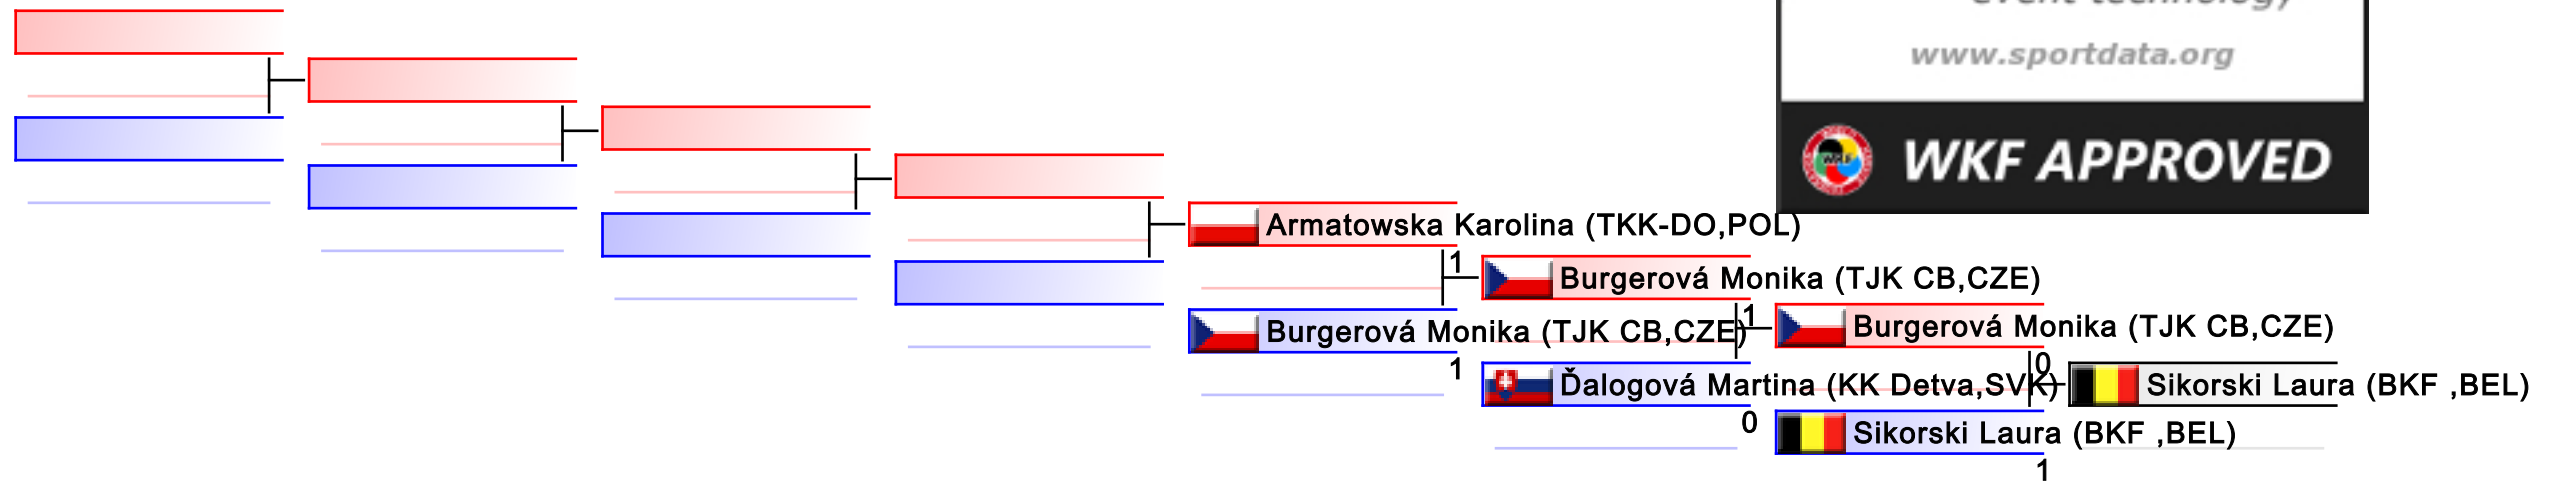 event technology
www.sportdata.org
WKF APPROVED
Armatowska Karolina (TKK-DO,POL)
1
Burgerová Monika (TJK CB,CZE)
Burgerová Monika (TJK CB,CZE)
1
1
Burgerová Monika (TJK CB,CZE)
Ďalogová Martina (KK Detva,SVK)
0
0
Sikorski Laura (BKF ,BEL)
Sikorski Laura (BKF ,BEL)
1